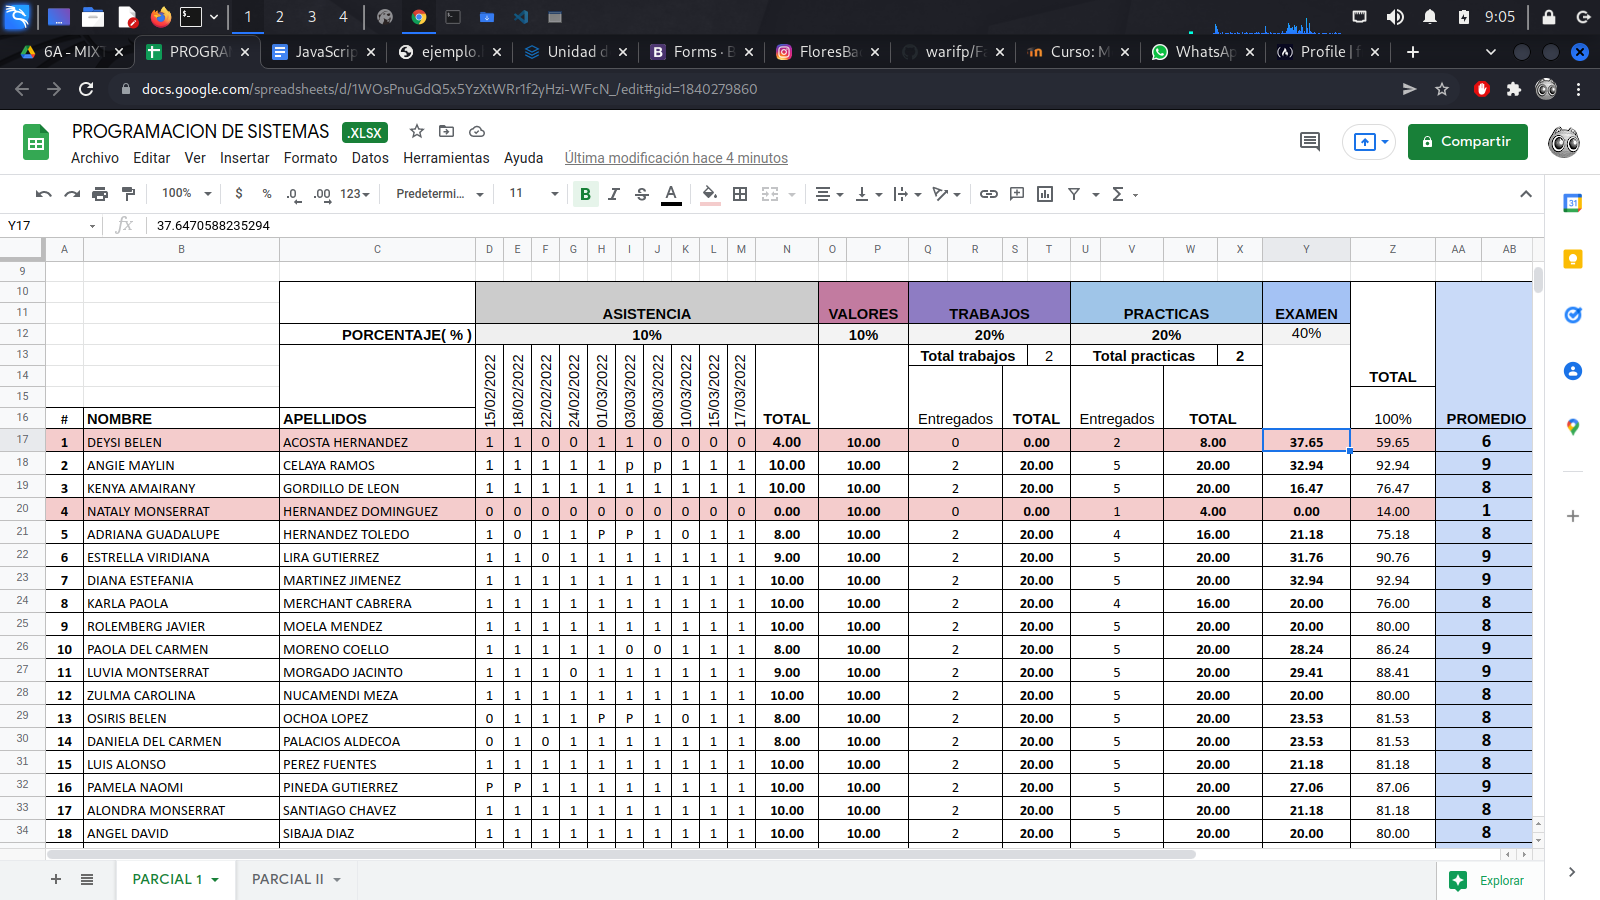 1 2 3 4 9:05
6A - MIXT PROGRA JavaScrip ejemplo. Unidad d Forms · B FloresBa warifp/F Curso: M WhatsAp Profile | f
docs.google.com/spreadsheets/d/1WOsPnuGdQ5x5YzXtWRr1f2yHzi-WFcN_/edit#gid=1840279860
PROGRAMACION DE SISTEMAS .XLSX
Compartir
Archivo Editar Ver Insertar Formato Datos Herramientas Ayuda Última modificación hace 4 minutos
100% $ % .0 .00 123 Predetermi... 11 B I S A
Y17 fx 37.6470588235294
A B C D E F G H I J K L M N O P Q R S T U V W X Y Z AA AB
9
10
11 ASISTENCIA VALORES TRABAJOS PRACTICAS EXAMEN
12 PORCENTAJE( % ) 10% 10% 20% 20% 40%
13 Total trabajos 2 Total practicas 2
14 TOTAL
15
15/02/2022 18/02/2022 22/02/2022 24/02/2022 01/03/2022 03/03/2022 08/03/2022 10/03/2022 15/03/2022 17/03/2022
16 # NOMBRE APELLIDOS TOTAL Entregados TOTAL Entregados TOTAL 100% PROMEDIO
17 1 DEYSI BELEN ACOSTA HERNANDEZ 1 1 0 0 1 1 0 0 0 0 4.00 10.00 0 0.00 2 8.00 37.65 59.65 6
18 2 ANGIE MAYLIN CELAYA RAMOS 1 1 1 1 1 p p 1 1 1 10.00 10.00 2 20.00 5 20.00 32.94 92.94 9
19 3 KENYA AMAIRANY GORDILLO DE LEON 1 1 1 1 1 1 1 1 1 1 10.00 10.00 2 20.00 5 20.00 16.47 76.47 8
20 4 NATALY MONSERRAT HERNANDEZ DOMINGUEZ 0 0 0 0 0 0 0 0 0 0 0.00 10.00 0 0.00 1 4.00 0.00 14.00 1
21 5 ADRIANA GUADALUPE HERNANDEZ TOLEDO 1 0 1 1 P P 1 0 1 1 8.00 10.00 2 20.00 4 16.00 21.18 75.18 8
22 6 ESTRELLA VIRIDIANA LIRA GUTIERREZ 1 1 0 1 1 1 1 1 1 1 9.00 10.00 2 20.00 5 20.00 31.76 90.76 9
23 7 DIANA ESTEFANIA MARTINEZ JIMENEZ 1 1 1 1 1 1 1 1 1 1 10.00 10.00 2 20.00 5 20.00 32.94 92.94 9
24 8 KARLA PAOLA MERCHANT CABRERA 1 1 1 1 1 1 1 1 1 1 10.00 10.00 2 20.00 4 16.00 20.00 76.00 8
25 9 ROLEMBERG JAVIER MOELA MENDEZ 1 1 1 1 1 1 1 1 1 1 10.00 10.00 2 20.00 5 20.00 20.00 80.00 8
26 10 PAOLA DEL CARMEN MORENO COELLO 1 1 1 1 1 0 0 1 1 1 8.00 10.00 2 20.00 5 20.00 28.24 86.24 9
27 11 LUVIA MONTSERRAT MORGADO JACINTO 1 1 1 0 1 1 1 1 1 1 9.00 10.00 2 20.00 5 20.00 29.41 88.41 9
28 12 ZULMA CAROLINA NUCAMENDI MEZA 1 1 1 1 1 1 1 1 1 1 10.00 10.00 2 20.00 5 20.00 20.00 80.00 8
29 13 OSIRIS BELEN OCHOA LOPEZ 0 1 1 1 P P 1 0 1 1 8.00 10.00 2 20.00 5 20.00 23.53 81.53 8
30 14 DANIELA DEL CARMEN PALACIOS ALDECOA 0 1 0 1 1 1 1 1 1 1 8.00 10.00 2 20.00 5 20.00 23.53 81.53 8
31 15 LUIS ALONSO PEREZ FUENTES 1 1 1 1 1 1 1 1 1 1 10.00 10.00 2 20.00 5 20.00 21.18 81.18 8
32 16 PAMELA NAOMI PINEDA GUTIERREZ P P 1 1 1 1 1 1 1 1 10.00 10.00 2 20.00 5 20.00 27.06 87.06 9
33 17 ALONDRA MONSERRAT SANTIAGO CHAVEZ 1 1 1 1 1 1 1 1 1 1 10.00 10.00 2 20.00 5 20.00 21.18 81.18 8
34 18 ANGEL DAVID SIBAJA DIAZ 1 1 1 1 1 1 1 1 1 1 10.00 10.00 2 20.00 5 20.00 20.00 80.00 8
PARCIAL 1 PARCIAL II Explorar